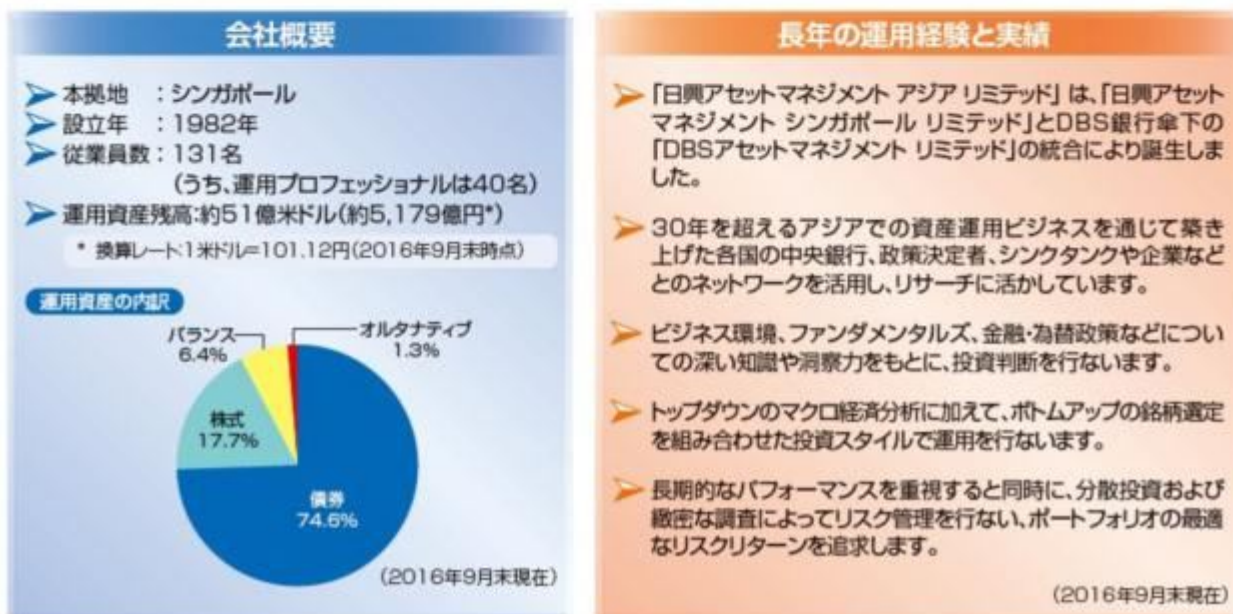 会社概要
本拠地 ：シンガポール
設立年 ：1982年
従業員数：131名
(うち、運用プロフェッショナルは40名)
運用資産残高:約51億米ドル(約5,179億円*)
* 換算レート:1米ドル=101.12円(2016年9月末時点)
運用資産の内訳
バランス
6.4%
オルタナティブ
1.3%
株式
17.7%
債券
74.6%
(2016年9月末現在)
長年の運用経験と実績
「日興アセットマネジメント アジア リミテッド」は、「日興アセット
マネジメント シンガポール リミテッド」とDBS銀行傘下の
「DBSアセットマネジメント リミテッド」の統合により誕生しま
した。
30年を超えるアジアでの資産運用ビジネスを通じて築き
上げた各国の中央銀行、政策決定者、シンクタンクや企業など
とのネットワークを活用し、リサーチに活かしています。
ビジネス環境、ファンダメンタルズ、金融・為替政策などについ
ての深い知識や洞察力をもとに、投資判断を行ないます。
トップダウンのマクロ経済分析に加えて、ボトムアップの銘柄選定
を組み合わせた投資スタイルで運用を行ないます。
長期的なパフォーマンスを重視すると同時に、分散投資および
緻密な調査によってリスク管理を行ない、ポートフォリオの最適
なリスクリターンを追求します。
(2016年9月末現在)